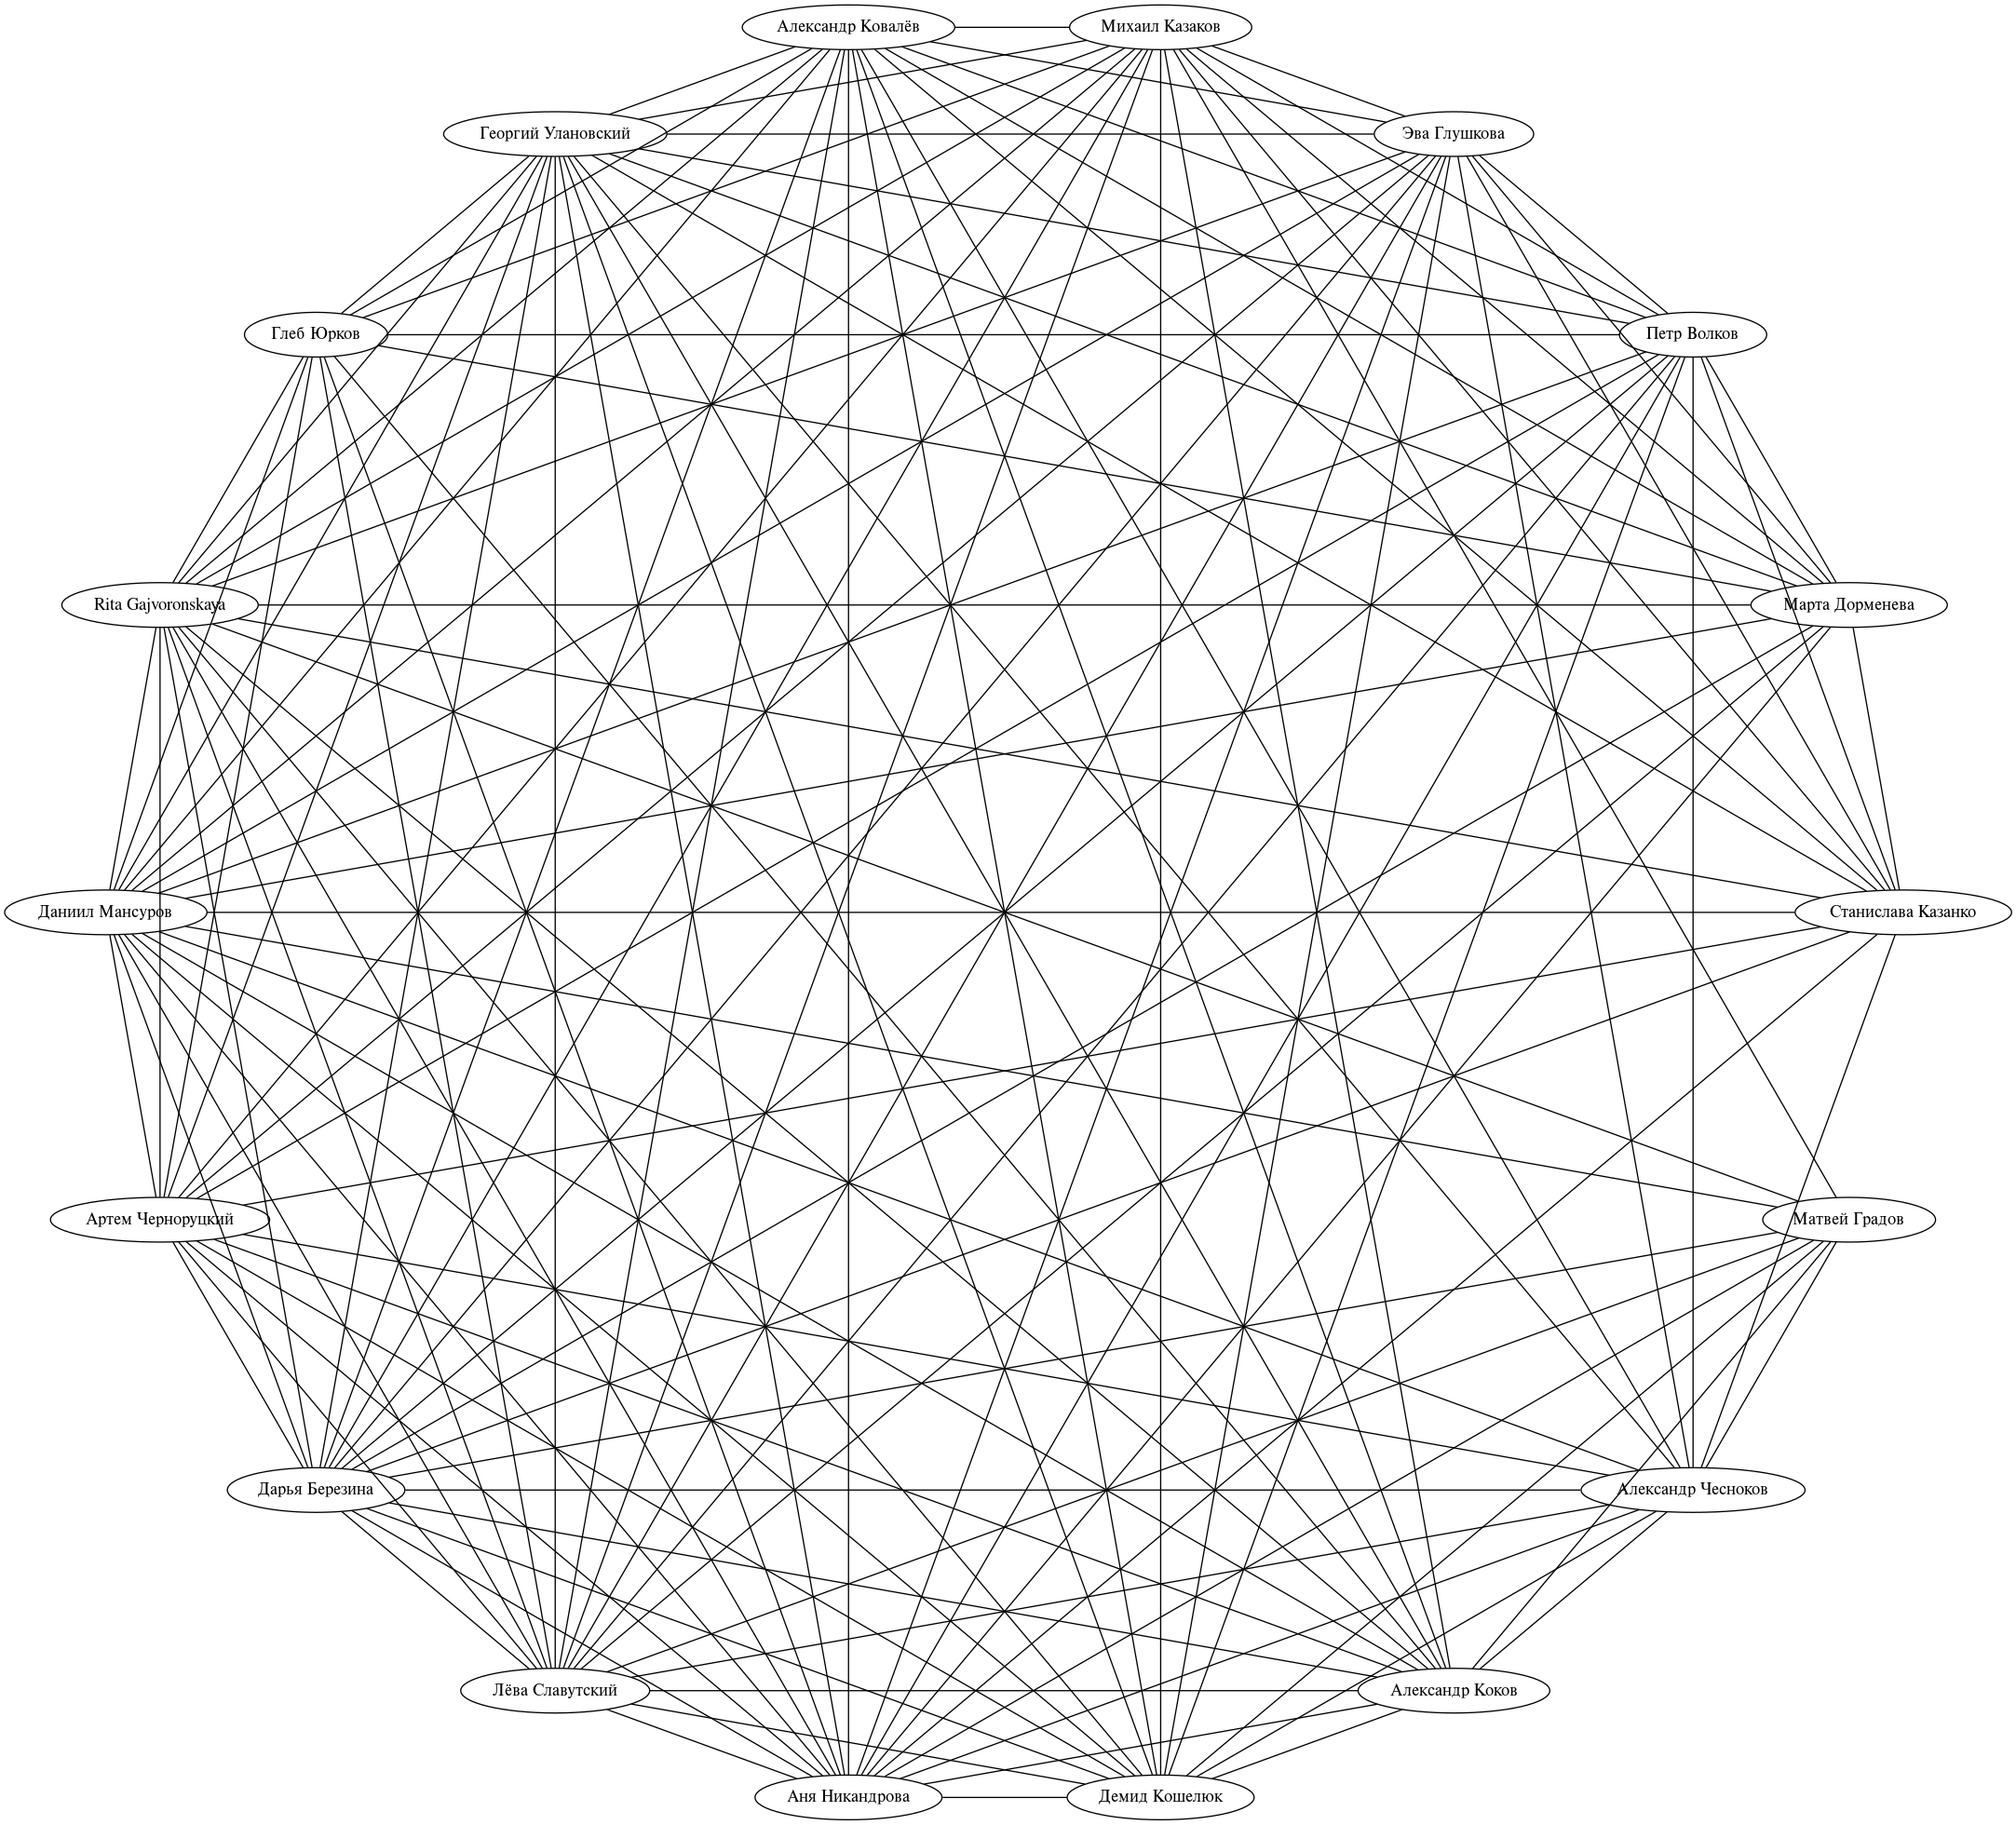 Александр Ковалёв
Михаил Казаков
Георгий Улановский
Эва Глушкова
Глеб Юрков
Петр Волков
Rita Gajvoronskaya
Марта Дорменева
Даниил Мансуров
Станислава Казанко
Артем Черноруцкий
Матвей Градов
Дарья Березина
Александр Чесноков
Лёва Славутский
Александр Коков
Аня Никандрова
Демид Кошелюк